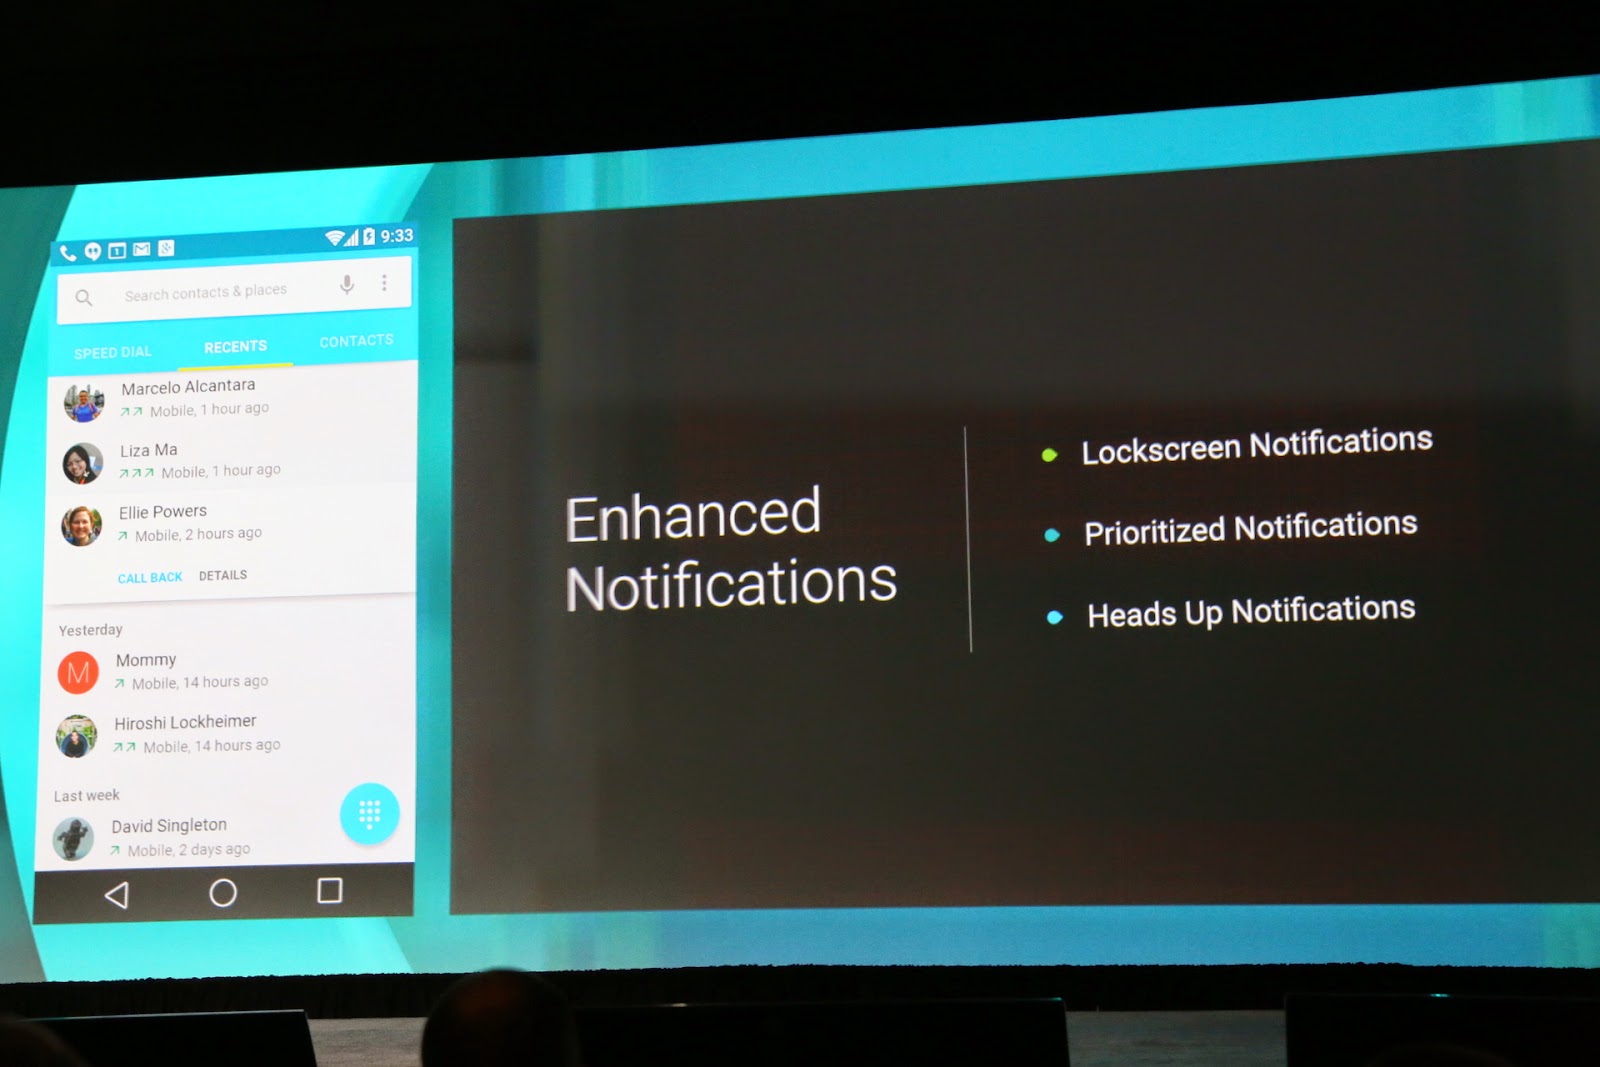 9:33
Search contacts & places
SPEED DIAL RECENTS CONTACTS
Marcelo Alcantara
Mobile, 1 hour ago
Liza Ma
Mobile, 1 hour ago
Ellie Powers
Mobile, 2 hours ago
CALL BACK DETAILS
Yesterday
M
Mommy
Mobile, 14 hours ago
Hiroshi Lockheimer
Mobile, 14 hours ago
Last week
David Singleton
Mobile, 2 days ago
Enhanced
Notifications
Lockscreen Notifications
Prioritized Notifications
Heads Up Notifications